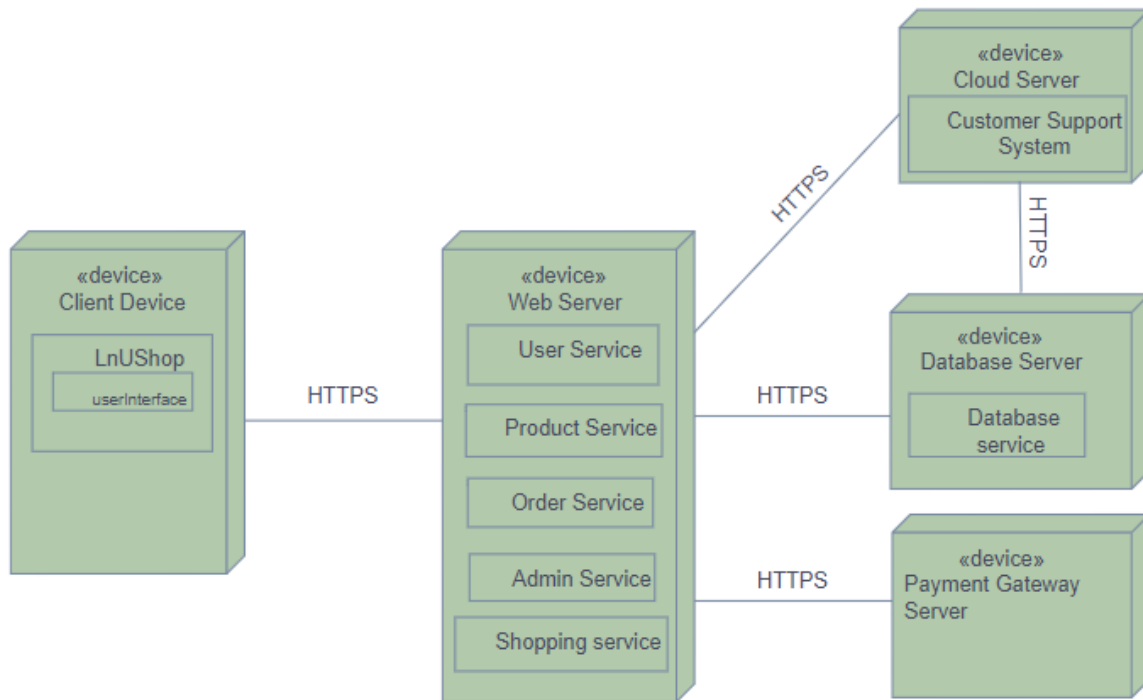 «device»
Cloud Server
Customer Support
System
HTTPS
HTTPS
«device»
Client Device
LnUShop
userInterface
HTTPS
«device»
Web Server
User Service
Product Service
Order Service
Admin Service
Shopping service
HTTPS
«device»
Database Server
Database
service
HTTPS
«device»
Payment Gateway
Server